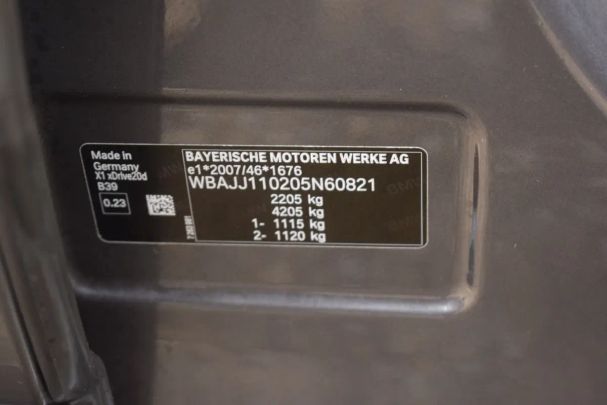 Made in
Germany
X1 xDrive20d
B39
0.23
BAYERISCHE MOTOREN WERKE AG
e1*2007/46*1676
WBAJJ110205N60821
2205 kg
4205 kg
1- 1115 kg
2- 1120 kg